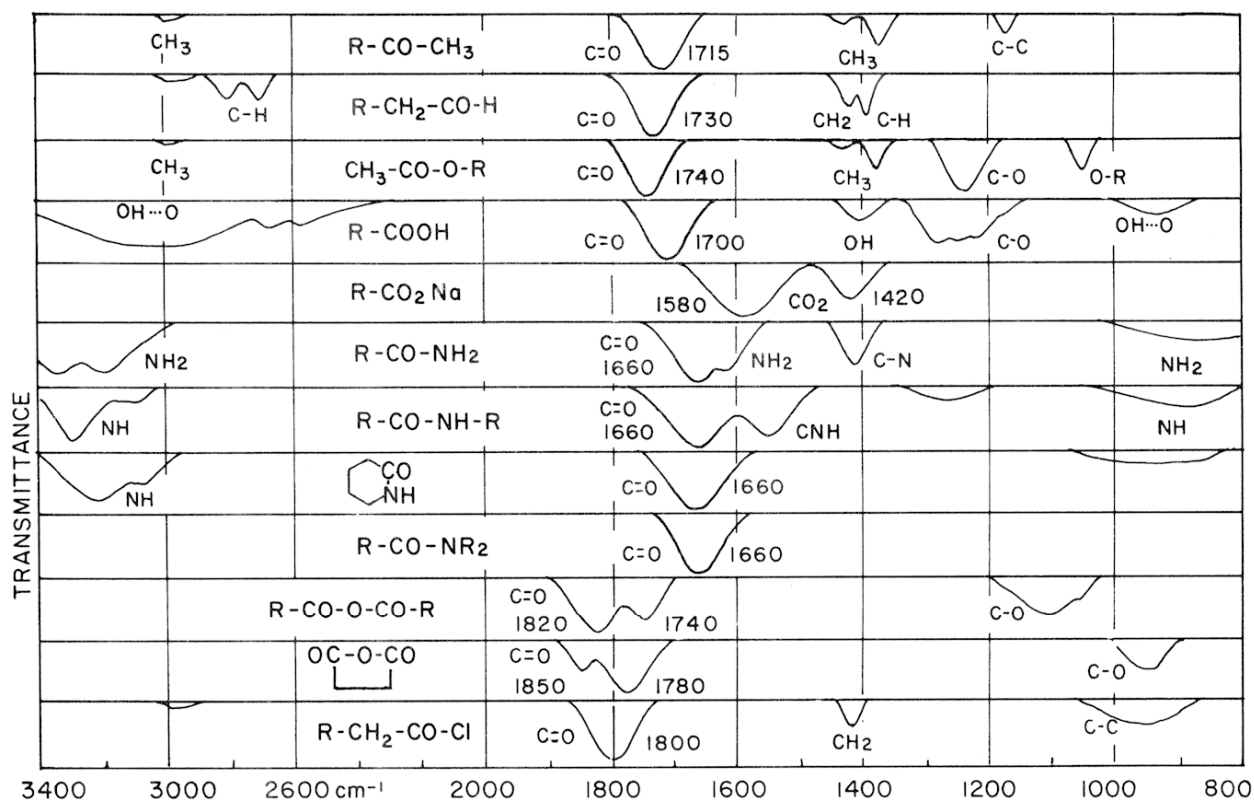 R-CO-CH3 CH3 C=O 1715 CH3 C-C
R-CH2-CO-H C-H C=O 1730 CH2 C-H
CH3-CO-O-R CH3 C=O 1740 CH3 C-O O-R
R-COOH OH···O C=O 1700 OH C-O OH···O
R-CO2Na 1580 CO2 1420
R-CO-NH2 NH2 C=O 1660 NH2 C-N NH2
R-CO-NH-R NH C=O 1660 CNH NH
CO NH NH C=O 1660
R-CO-NR2 C=O 1660
R-CO-O-CO-R C=O 1820 1740 C-O
OC-O-CO C=O 1850 1780 C-O
R-CH2-CO-Cl C=O 1800 CH2 C-C
TRANSMITTANCE
3400 3000 2600 cm-1 2000 1800 1600 1400 1200 1000 800